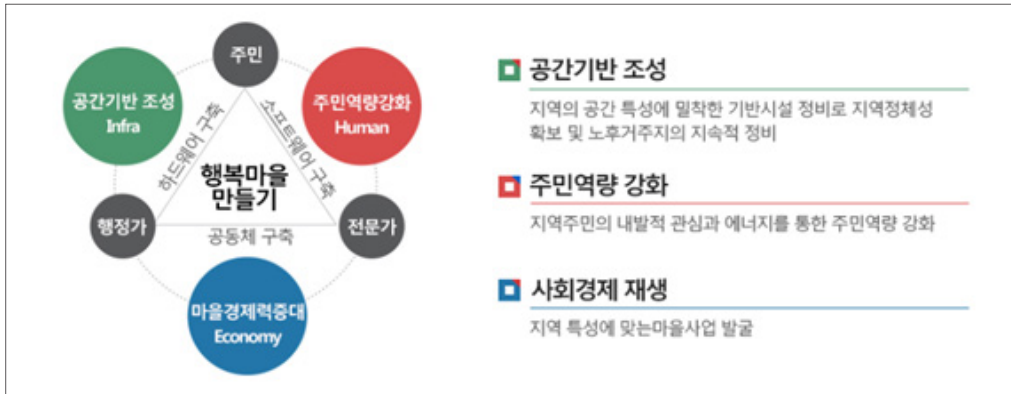 주민
공간기반 조성
Infra
주민역량강화
Human
하드웨어 구축
소프트웨어 구축
행복마을
만들기
행정가
전문가
공동체 구축
마을경제력증대
Economy
공간기반 조성
지역의 공간 특성에 밀착한 기반시설 정비로 지역정체성
확보 및 노후거주지의 지속적 정비
주민역량 강화
지역주민의 내발적 관심과 에너지를 통한 주민역량 강화
사회경제 재생
지역 특성에 맞는마을사업 발굴